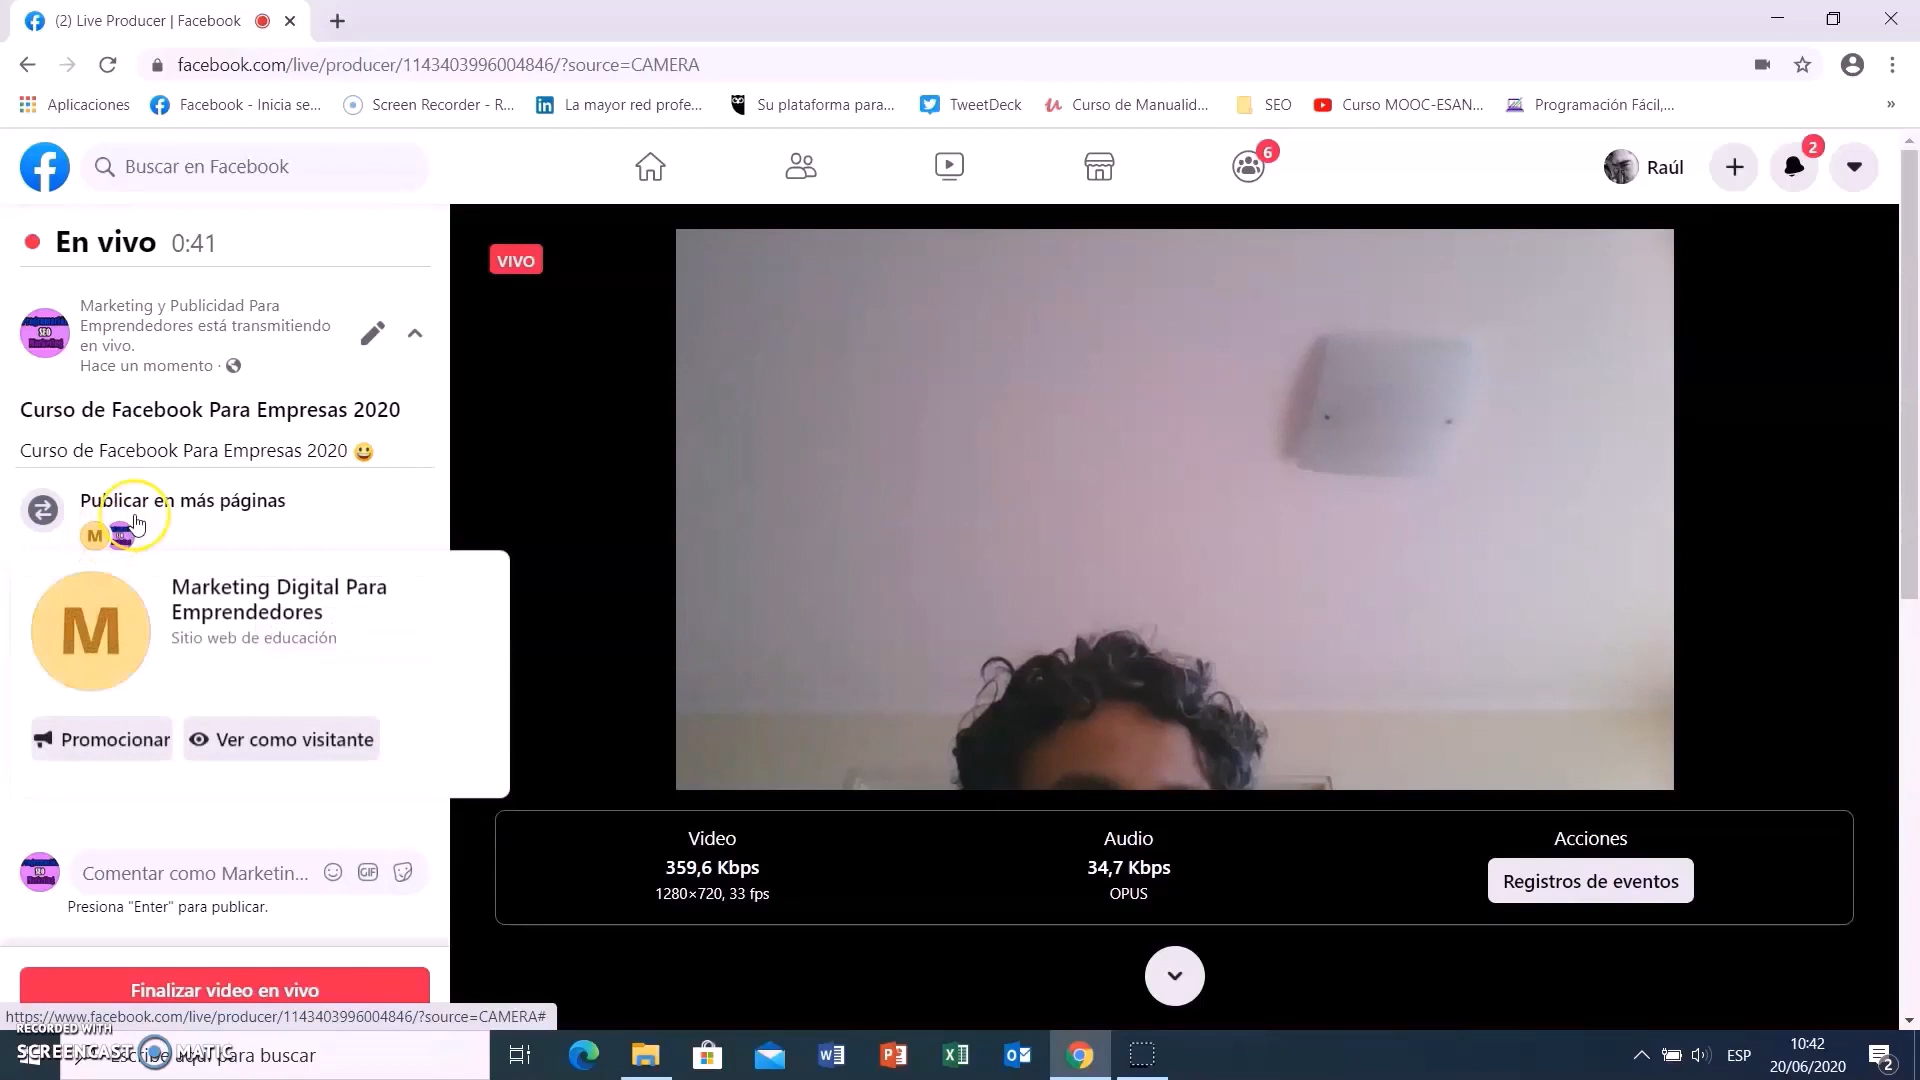 (2) Live Producer | Facebook
facebook.com/live/producer/1143403996004846/?source=CAMERA
Aplicaciones
Facebook - Inicia se...
Screen Recorder - R...
La mayor red profe...
Su plataforma para...
TweetDeck
Curso de Manualid...
SEO
Curso MOOC-ESAN...
Programación Fácil,...
»
Buscar en Facebook
6
Raúl
2
En vivo 0:41
Marketing y Publicidad Para
Emprendedores está transmitiendo
en vivo.
Hace un momento ·
SEO
Curso de Facebook Para Empresas 2020
Curso de Facebook Para Empresas 2020
Publicar en más páginas
M
M
Marketing Digital Para
Emprendedores
Sitio web de educación
Promocionar
Ver como visitante
Comentar como Marketin...
GIF
Presiona "Enter" para publicar.
Finalizar video en vivo
https://www.facebook.com/live/producer/1143403996004846/?source=CAMERA#
VIVO
Video
359,6 Kbps
1280×720, 33 fps
Audio
34,7 Kbps
OPUS
Acciones
Registros de eventos
RECORDED WITH
SCREENCAST MATIC
Escribe aquí para buscar
ESP
10:42
20/06/2020
2